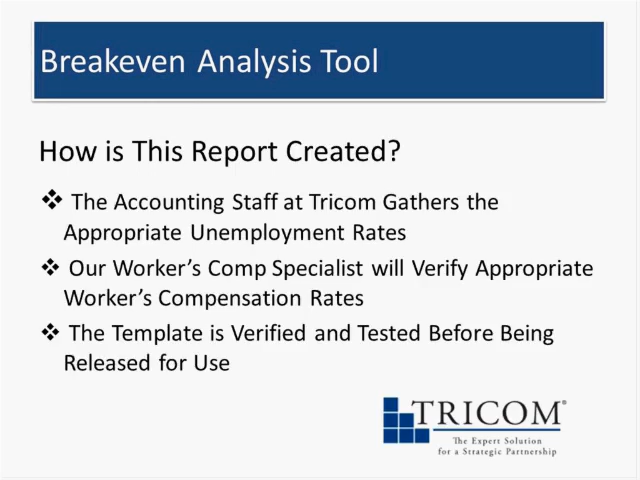 Breakeven Analysis Tool
How is This Report Created?
❖ The Accounting Staff at Tricom Gathers the
Appropriate Unemployment Rates
❖ Our Worker's Comp Specialist will Verify Appropriate
Worker's Compensation Rates
❖ The Template is Verified and Tested Before Being
Released for Use
TRICOM®
The Expert Solution
for a Strategic Partnership